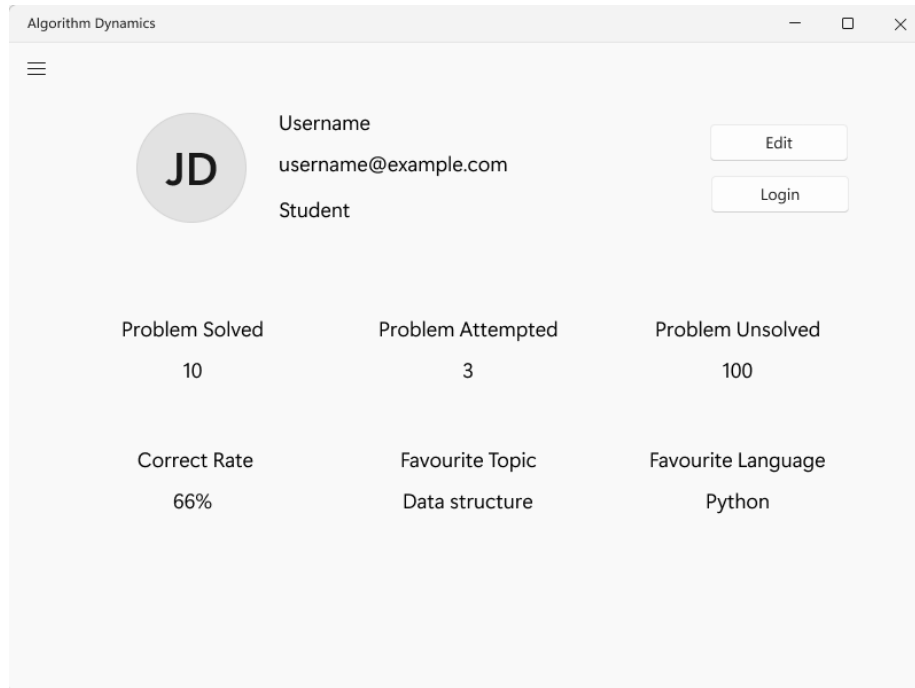 Algorithm Dynamics
JD
Username
username@example.com
Student
Edit
Login
Problem Solved
Problem Attempted
Problem Unsolved
10
3
100
Correct Rate
Favourite Topic
Favourite Language
66%
Data structure
Python